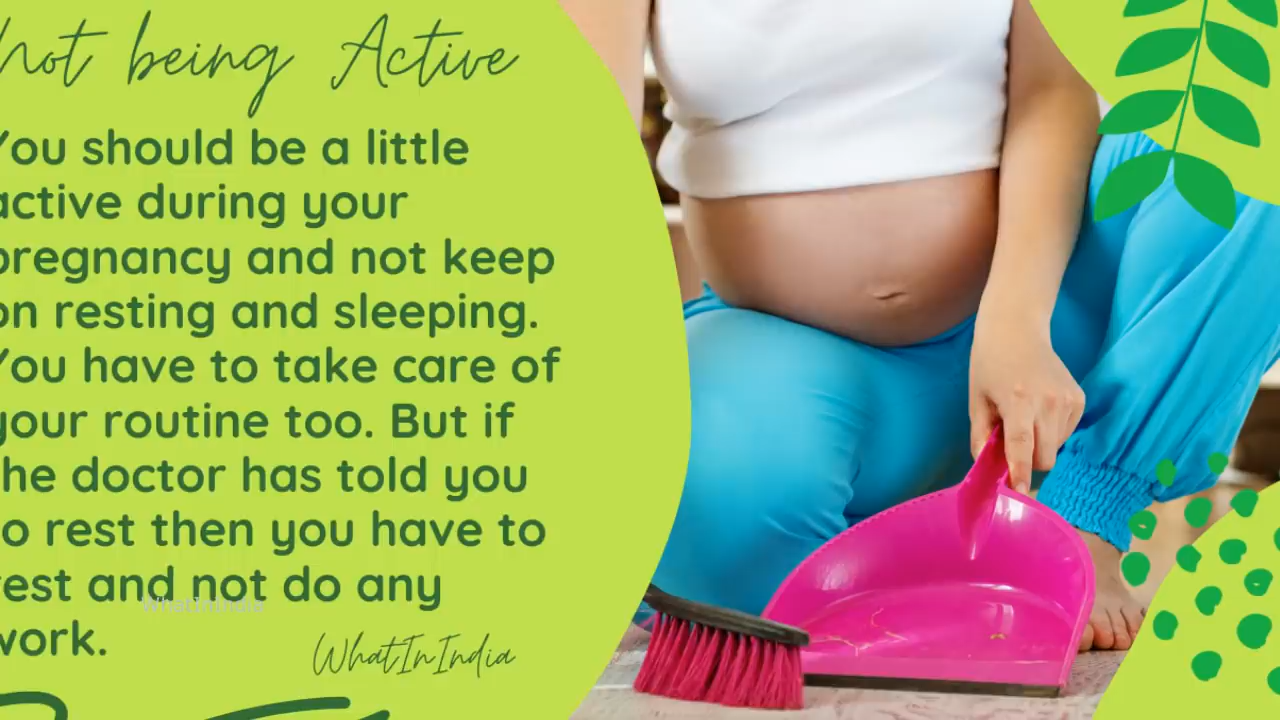 Not being Active
You should be a little
active during your
pregnancy and not keep
on resting and sleeping.
You have to take care of
your routine too. But if
the doctor has told you
to rest then you have to
rest and not do any
WhatInIndia
work.
WhatInIndia